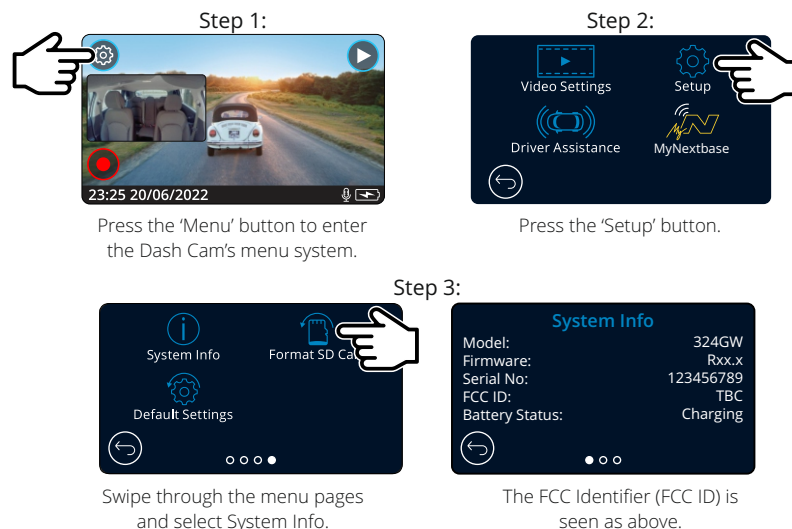 Step 1:
23:25 20/06/2022
Press the ‘Menu’ button to enter
the Dash Cam’s menu system.
Step 2:
Video Settings
Setup
Driver Assistance
MyNextbase
Press the ‘Setup’ button.
Step 3:
System Info
Format SD Ca
Default Settings
Swipe through the menu pages
and select System Info.
System Info
Model: 324GW
Firmware: Rxx.x
Serial No: 123456789
FCC ID: TBC
Battery Status: Charging
The FCC Identifier (FCC ID) is
seen as above.